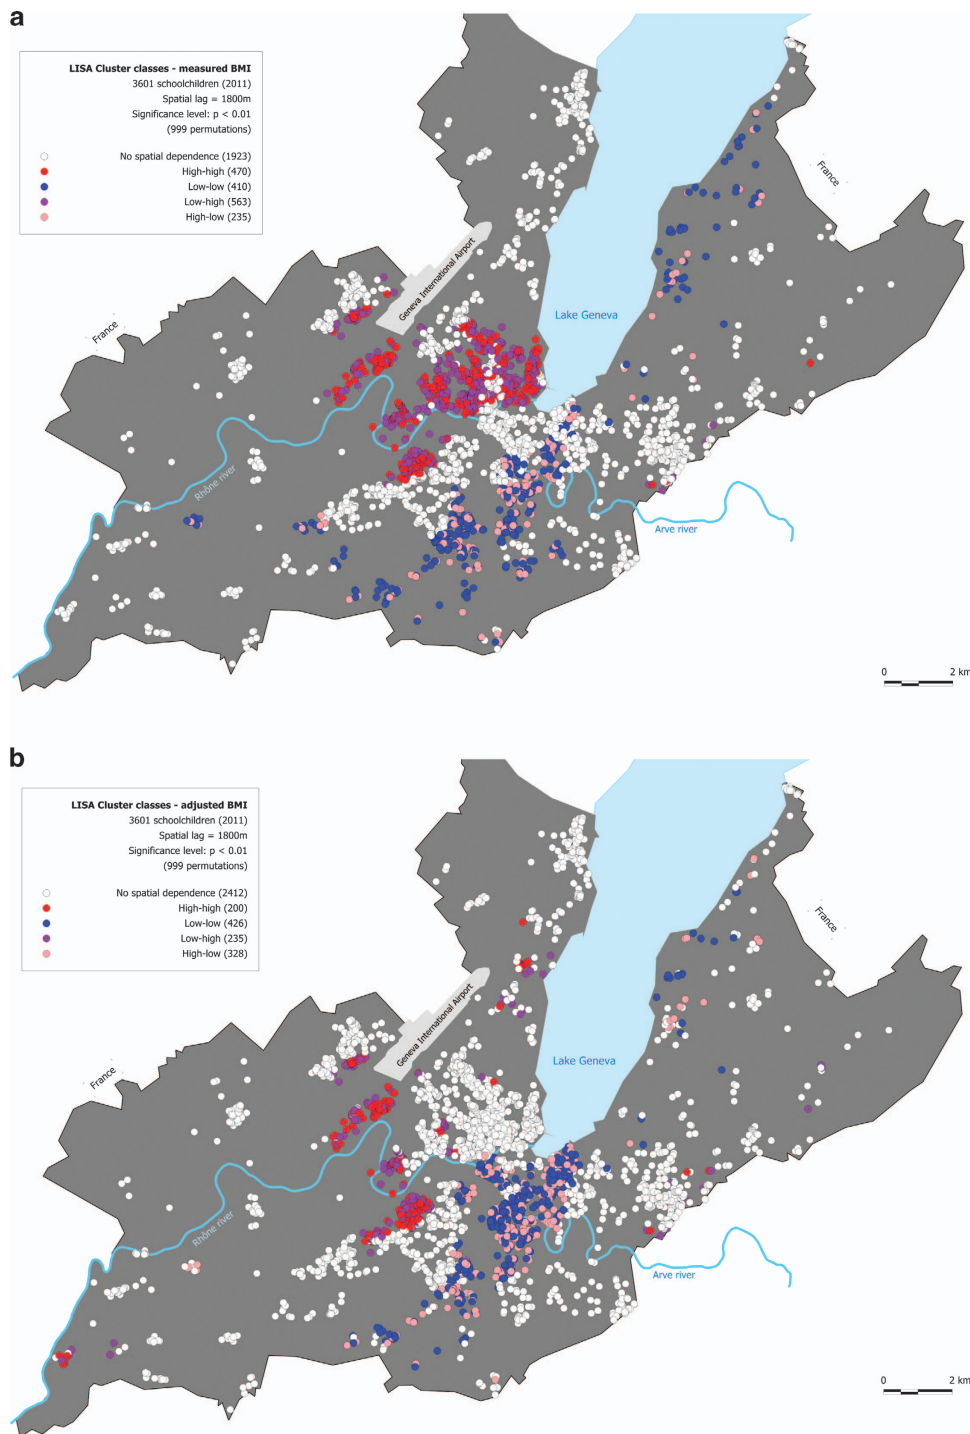 a
LISA Cluster classes - measured BMI
3601 schoolchildren (2011)
Spatial lag = 1800m
Significance level: p < 0.01
(999 permutations)
No spatial dependence (1923)
High-high (470)
Low-low (410)
Low-high (563)
High-low (235)
France
Geneva International Airport
France
Lake Geneva
Rhône river
Arve river
0 2 km
b
LISA Cluster classes - adjusted BMI
3601 schoolchildren (2011)
Spatial lag = 1800m
Significance level: p < 0.01
(999 permutations)
No spatial dependence (2412)
High-high (200)
Low-low (426)
Low-high (235)
High-low (328)
France
Geneva International Airport
France
Lake Geneva
Rhône river
Arve river
0 2 km